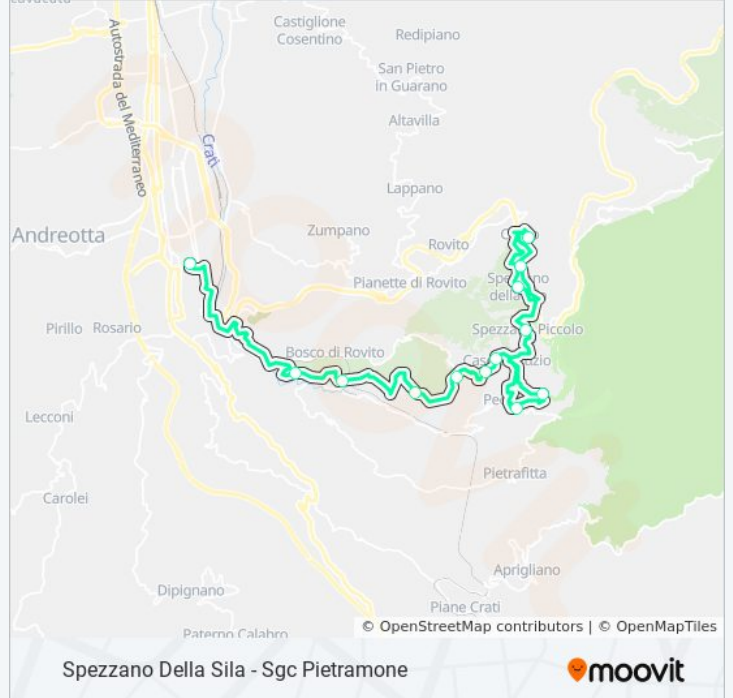 Castiglione
Cosentino
Redipiano
San Pietro
in Guarano
Autostrada del Mediterraneo
Crati
Altavilla
Lappano
Andreotta
Zumpano
Rovito
Pianette di Rovito
della
Pirillo
Rosario
Piccolo
Bosco di Rovito
Lecconi
Pietrafitta
Carolei
Aprigliano
Dipignano
Piane Crati
Paterno Calabro
© OpenStreetMap contributors | © OpenMapTiles
Spezzano Della Sila - Sgc Pietramone
moovit